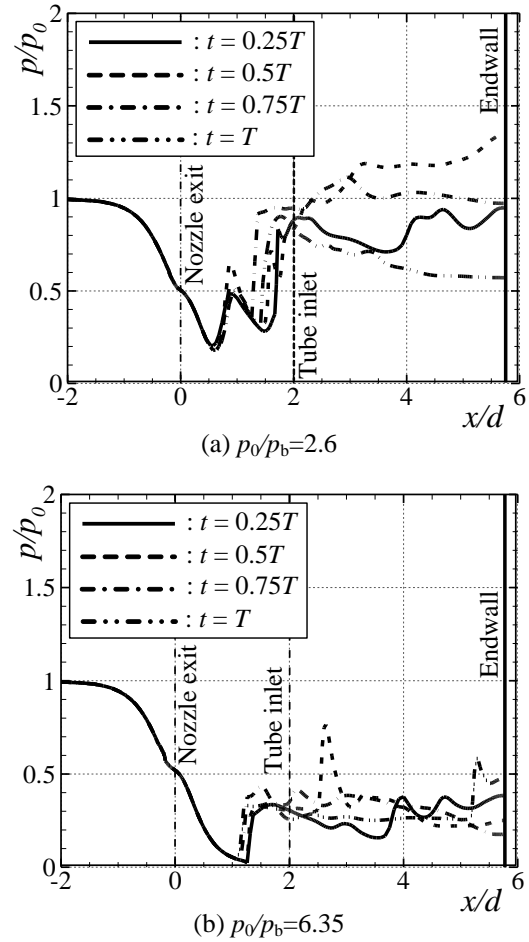 p/p0
2
1.5
1
0.5
0
: t = 0.25T
: t = 0.5T
: t = 0.75T
: t = T
Nozzle exit
Tube inlet
Endwall
-2 0 2 4 6
x/d
(a) p0/pb=2.6
p/p0
2
1.5
1
0.5
0
: t = 0.25T
: t = 0.5T
: t = 0.75T
: t = T
Nozzle exit
Tube inlet
Endwall
-2 0 2 4 6
x/d
(b) p0/pb=6.35